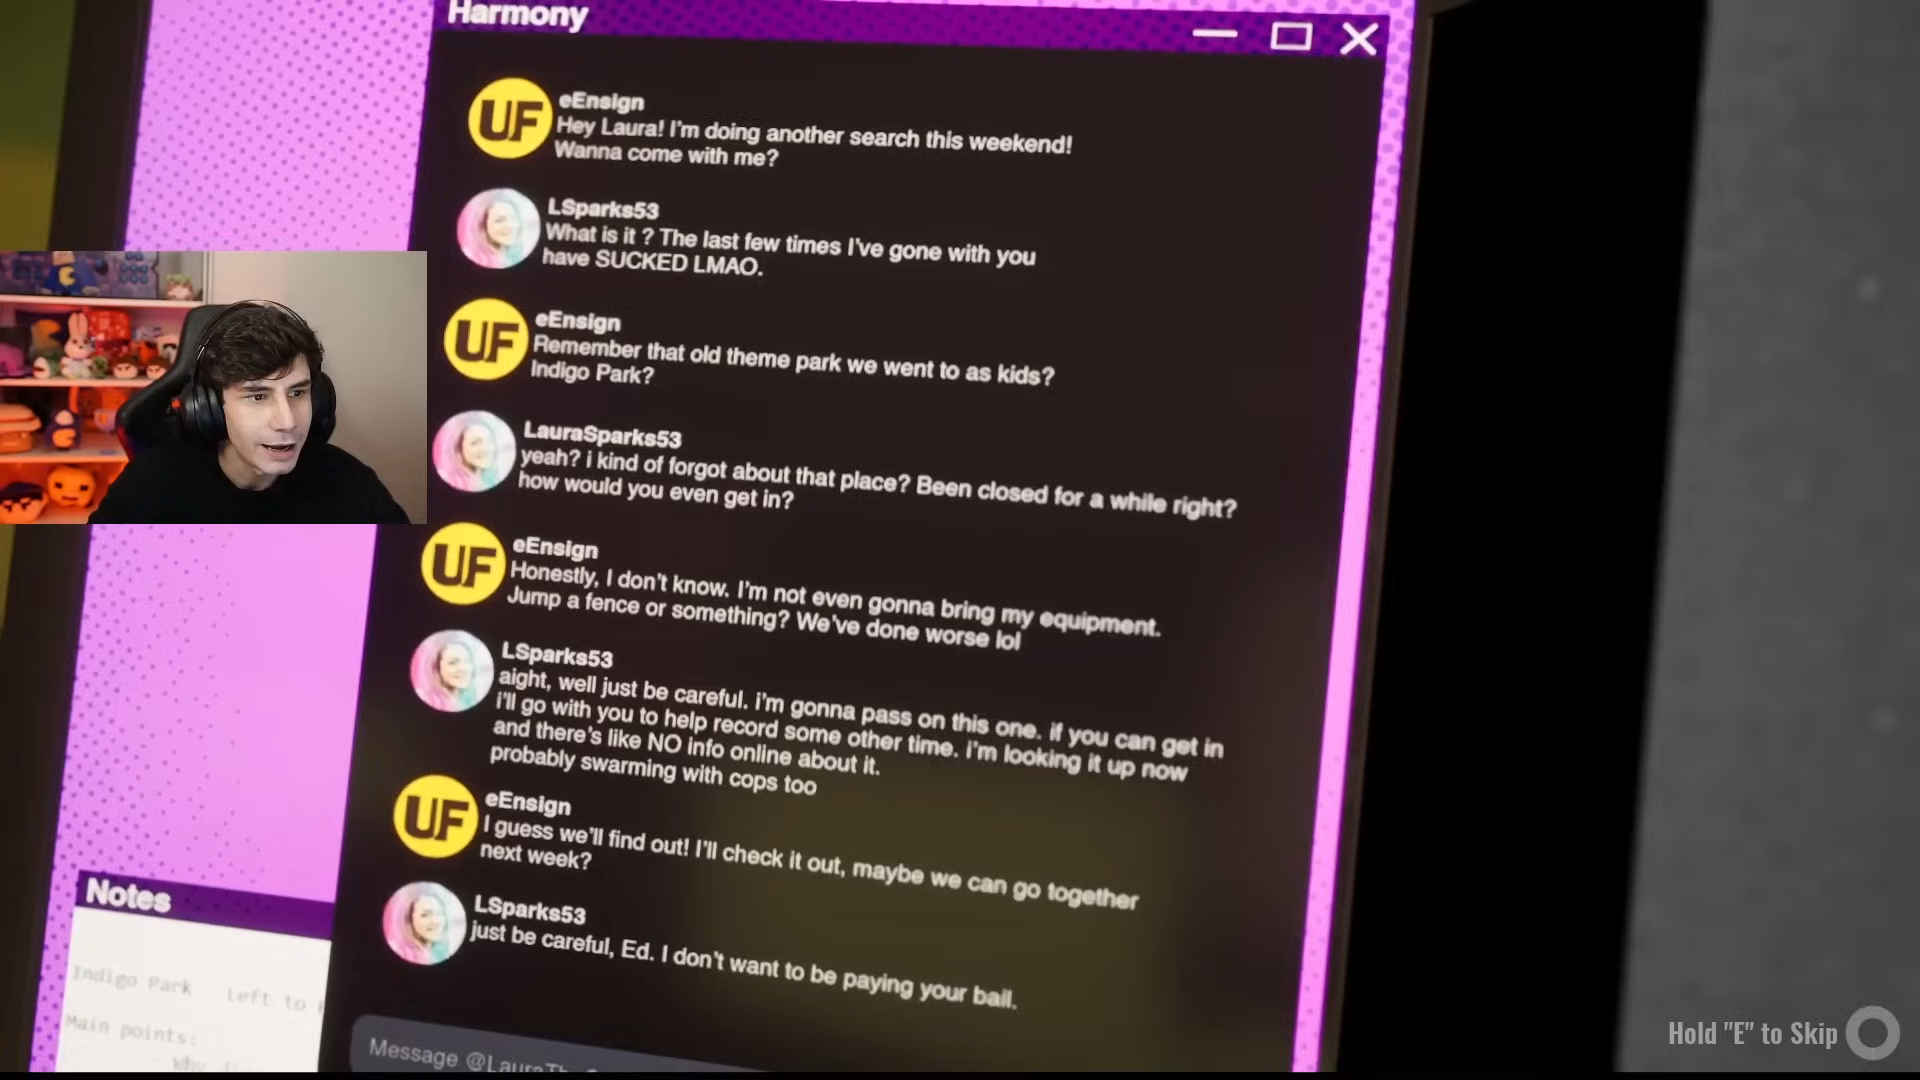 Harmony
UF
eEnsign
Hey Laura! I'm doing another search this weekend!
Wanna come with me?
LSparks53
What is it ? The last few times I've gone with you
have SUCKED LMAO.
UF
eEnsign
Remember that old theme park we went to as kids?
Indigo Park?
LauraSparks53
yeah? i kind of forgot about that place? Been closed for a while right?
how would you even get in?
UF
eEnsign
Honestly, I don't know. I'm not even gonna bring my equipment.
Jump a fence or something? We've done worse lol
LSparks53
aight, well just be careful. i'm gonna pass on this one. if you can get in
i'll go with you to help record some other time. i'm looking it up now
and there's like NO info online about it.
probably swarming with cops too
UF
eEnsign
I guess we'll find out! I'll check it out, maybe we can go together
next week?
LSparks53
just be careful, Ed. I don't want to be paying your bail.
Notes
Indigo Park Left to
Main points:
Why
Message
Hold "E" to Skip